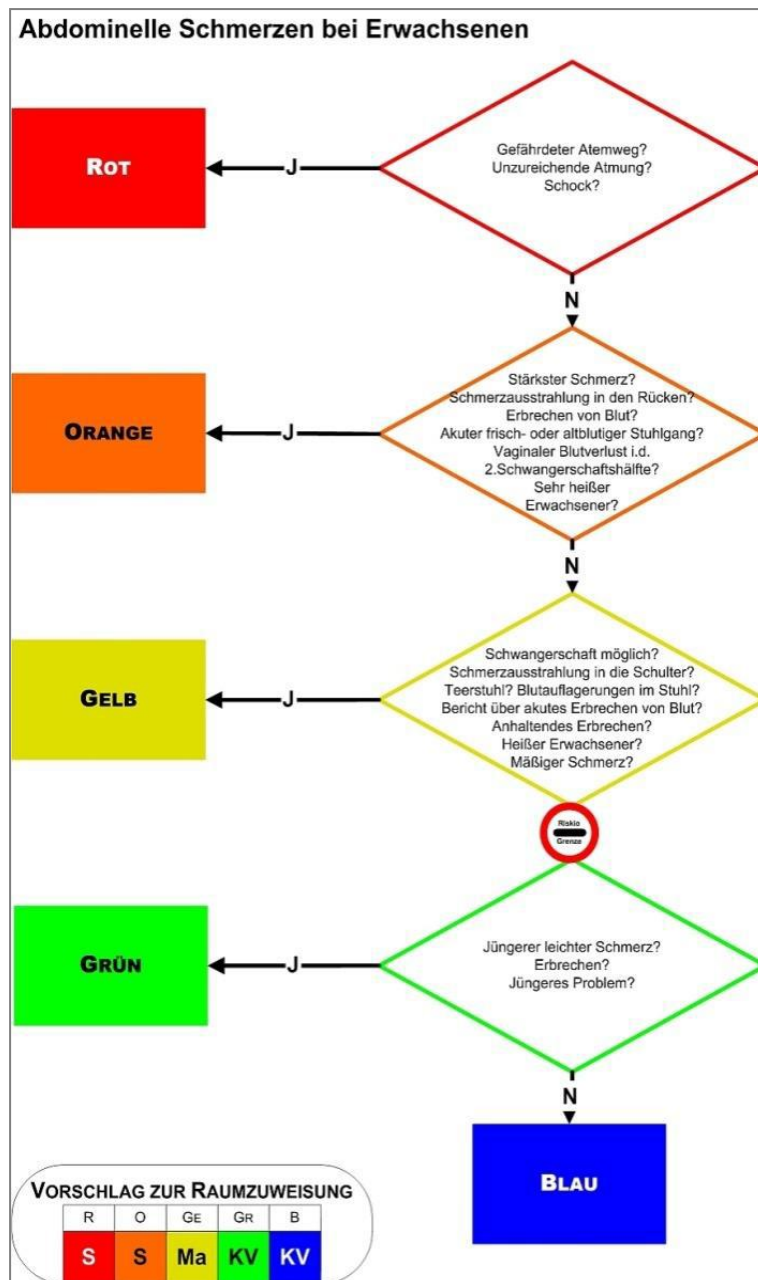 Abdominelle Schmerzen bei Erwachsenen
Gefährdeter Atemweg?
Unzureichende Atmung?
Schock?
ROT
J
N
Stärkster Schmerz?
Schmerzausstrahlung in den Rücken?
Erbrechen von Blut?
Akuter frisch- oder altblutiger Stuhlgang?
Vaginaler Blutverlust i.d.
2.Schwangerschaftshälfte?
Sehr heißer
Erwachsener?
ORANGE
J
N
Schwangerschaft möglich?
Schmerzausstrahlung in die Schulter?
Teerstuhl? Blutauflagerungen im Stuhl?
Bericht über akutes Erbrechen von Blut?
Anhaltendes Erbrechen?
Heißer Erwachsener?
Mäßiger Schmerz?
GELB
J
Riskio
Grenze
Jüngerer leichter Schmerz?
Erbrechen?
Jüngeres Problem?
GRÜN
J
N
BLAU
VORSCHLAG ZUR RAUMZUWEISUNG
R O GE GR B
S S Ma KV KV